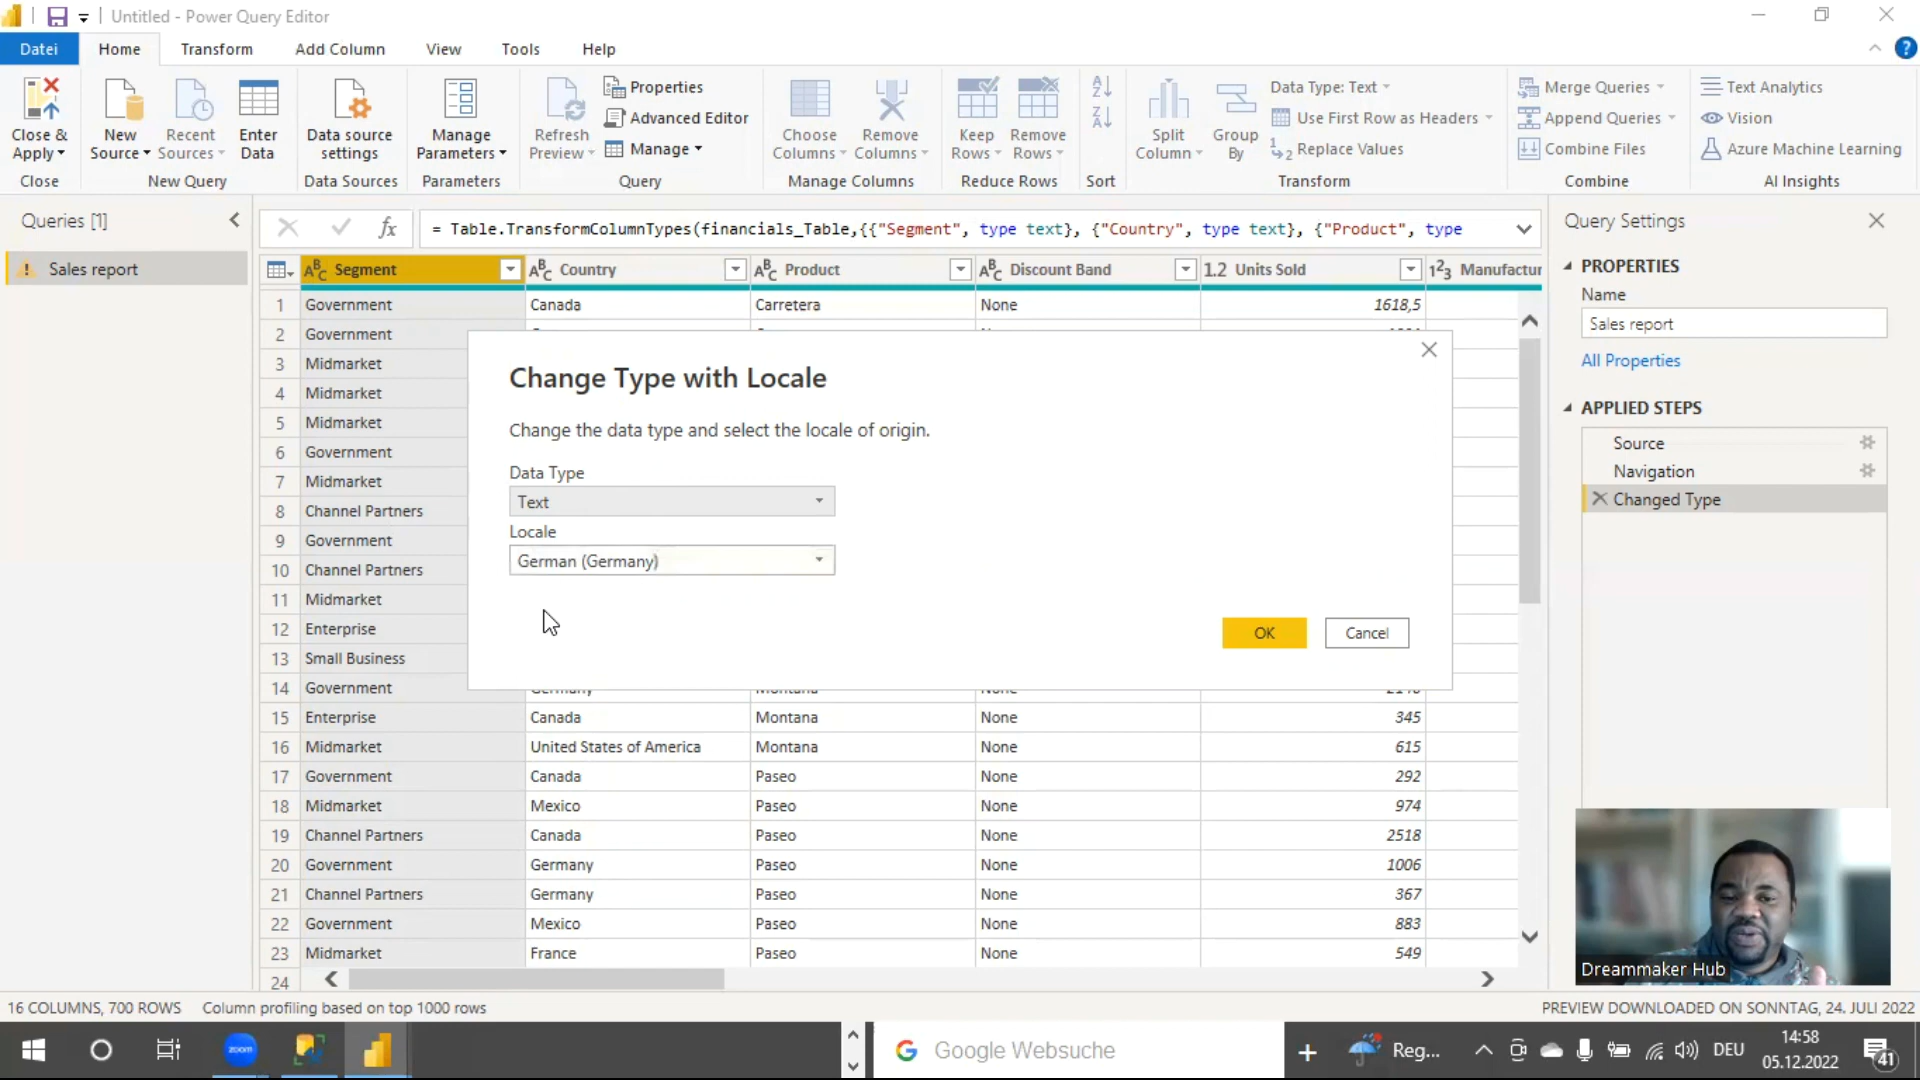 Untitled - Power Query Editor
Datei Home Transform Add Column View Tools Help
Close & Apply
Close
New Source
Recent Sources
Enter Data
New Query
Data source settings
Data Sources
Manage Parameters
Parameters
Refresh Preview
Properties
Advanced Editor
Manage
Query
Choose Columns
Remove Columns
Manage Columns
Keep Rows
Remove Rows
Reduce Rows
Sort
Split Column
Group By
Data Type: Text
Use First Row as Headers
Replace Values
Transform
Merge Queries
Append Queries
Combine Files
Combine
Text Analytics
Vision
Azure Machine Learning
AI Insights
Queries [1]
Sales report
fx
= Table.TransformColumnTypes(financials_Table,{{"Segment", type text}, {"Country", type text}, {"Product", type
Segment Country Product Discount Band 1.2 Units Sold 123 Manufactur
1 Government Canada Carretera None 1618,5
2 Government
3 Midmarket
4 Midmarket
5 Midmarket
6 Government
7 Midmarket
8 Channel Partners
9 Government
10 Channel Partners
11 Midmarket
12 Enterprise
13 Small Business
14 Government
15 Enterprise Canada Montana None 345
16 Midmarket United States of America Montana None 615
17 Government Canada Paseo None 292
18 Midmarket Mexico Paseo None 974
19 Channel Partners Canada Paseo None 2518
20 Government Germany Paseo None 1006
21 Channel Partners Germany Paseo None 367
22 Government Mexico Paseo None 883
23 Midmarket France Paseo None 549
24
Change Type with Locale
Change the data type and select the locale of origin.
Data Type
Text
Locale
German (Germany)
OK Cancel
Query Settings
PROPERTIES
Name
Sales report
All Properties
APPLIED STEPS
Source
Navigation
Changed Type
Dreammaker Hub
16 COLUMNS, 700 ROWS Column profiling based on top 1000 rows
PREVIEW DOWNLOADED ON SONNTAG, 24. JULI 2022
zoom
Google Websuche
Reg...
DEU
14:58
05.12.2022
41